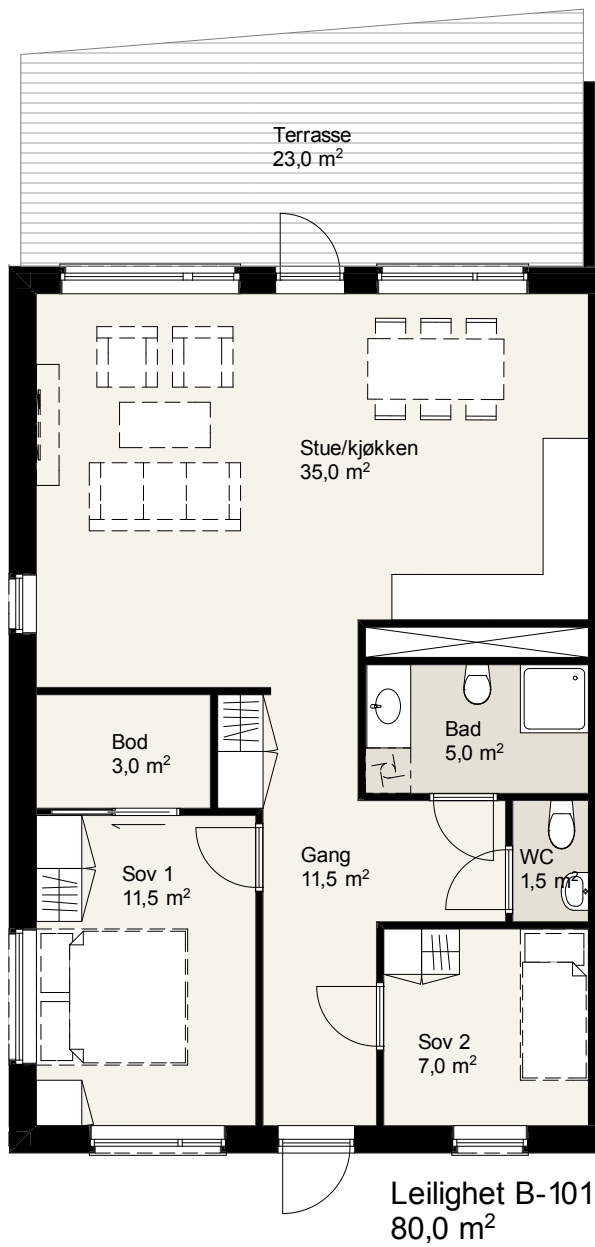 Terrasse
23,0 m²
Stue/kjøkken
35,0 m²
Bod
3,0 m²
Bad
5,0 m²
Sov 1
11,5 m²
Gang
11,5 m²
WC
1,5 m²
Sov 2
7,0 m²
Leilighet B-101
80,0 m²